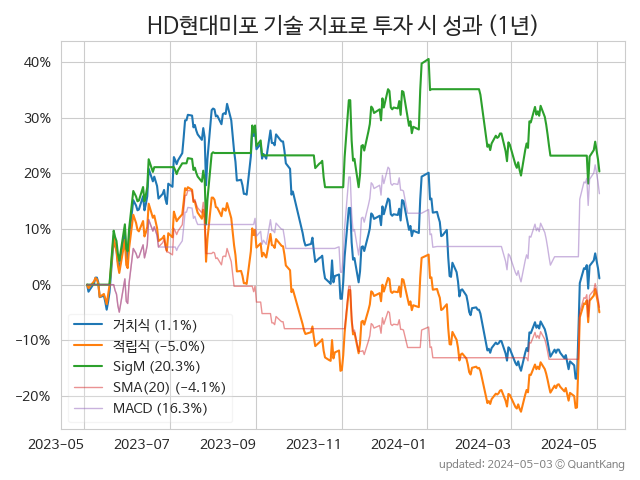 HD현대미포 기술 지표로 투자 시 성과 (1년)
40%
30%
20%
10%
0%
−10%
−20%
거치식 (1.1%)
적립식 (−5.0%)
SigM (20.3%)
SMA(20) (−4.1%)
MACD (16.3%)
2023-05
2023-07
2023-09
2023-11
2024-01
2024-03
2024-05
updated: 2024-05-03 ⓒ QuantKang